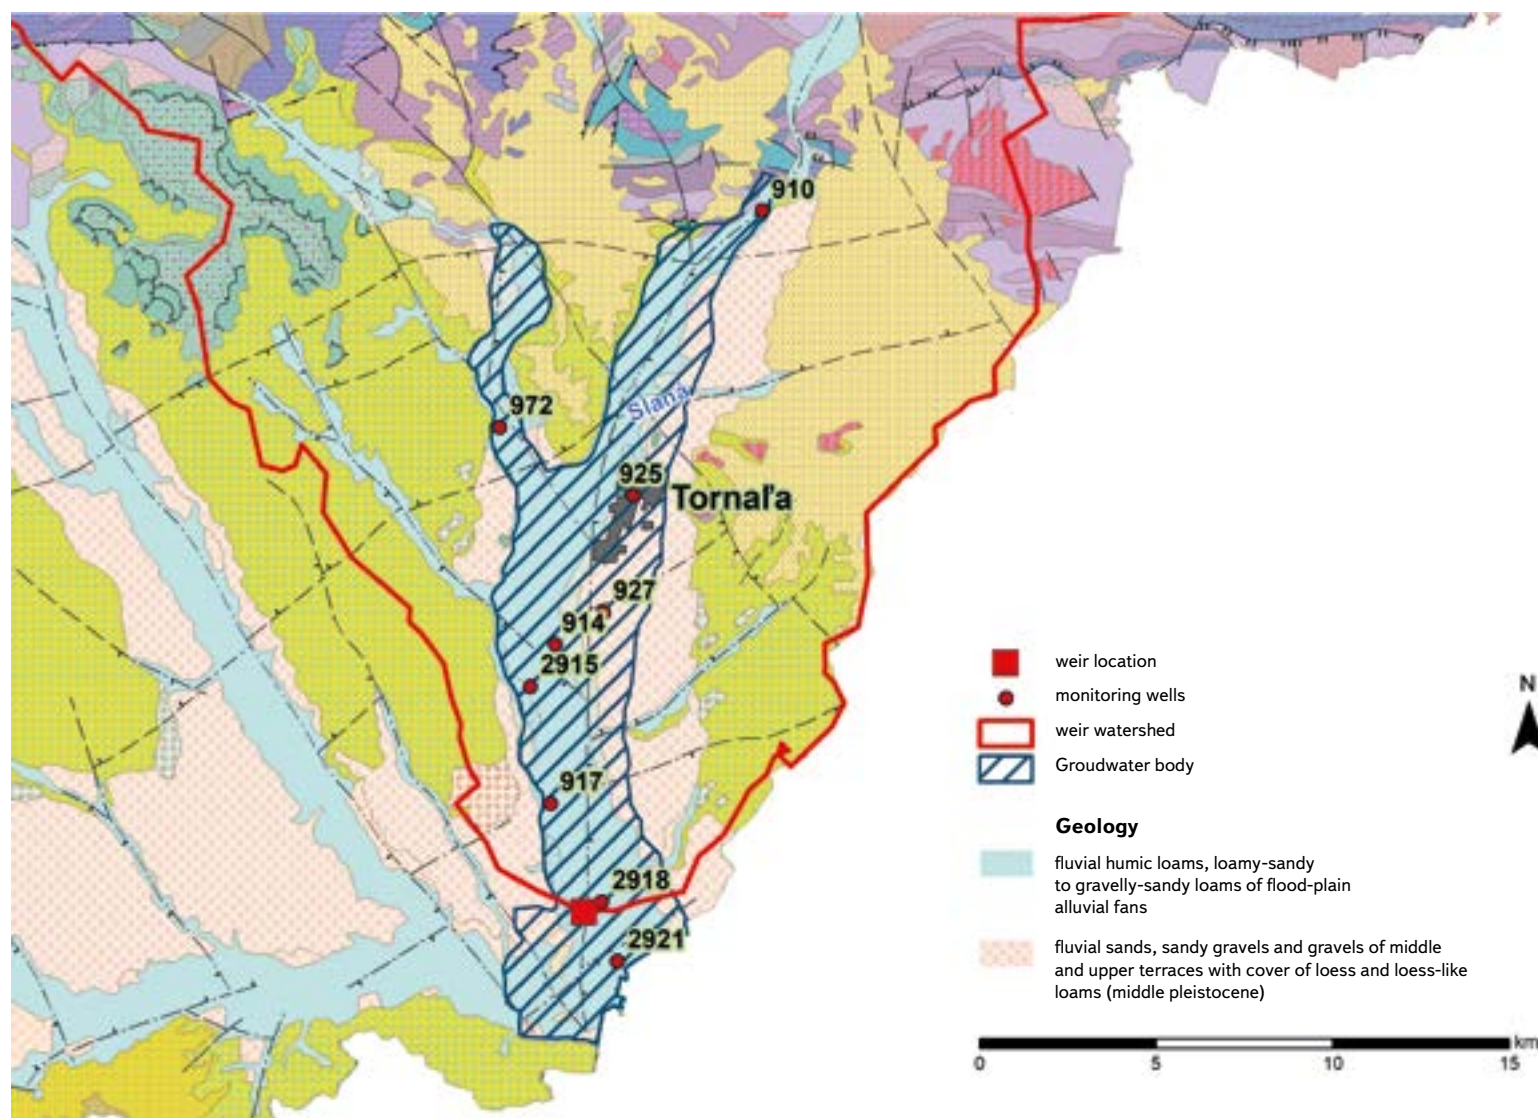 910
972
Slaná
925
Tornaľa
927
914
2915
917
2918
2921
weir location
monitoring wells
weir watershed
Groudwater body
N
Geology
fluvial humic loams, loamy-sandy
to gravelly-sandy loams of flood-plain
alluvial fans
fluvial sands, sandy gravels and gravels of middle
and upper terraces with cover of loess and loess-like
loams (middle pleistocene)
km
0 5 10 15